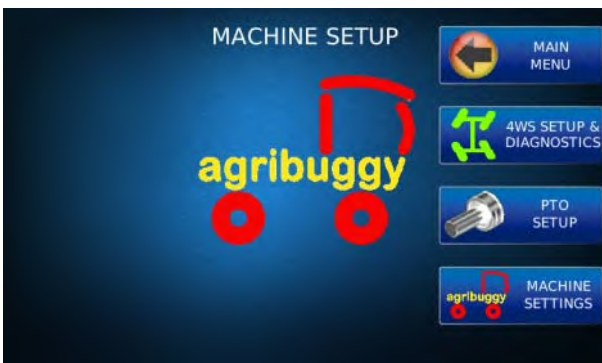 MACHINE SETUP
agribuggy
MAIN
MENU
4WS SETUP &
DIAGNOSTICS
PTO
SETUP
agribuggy
MACHINE
SETTINGS